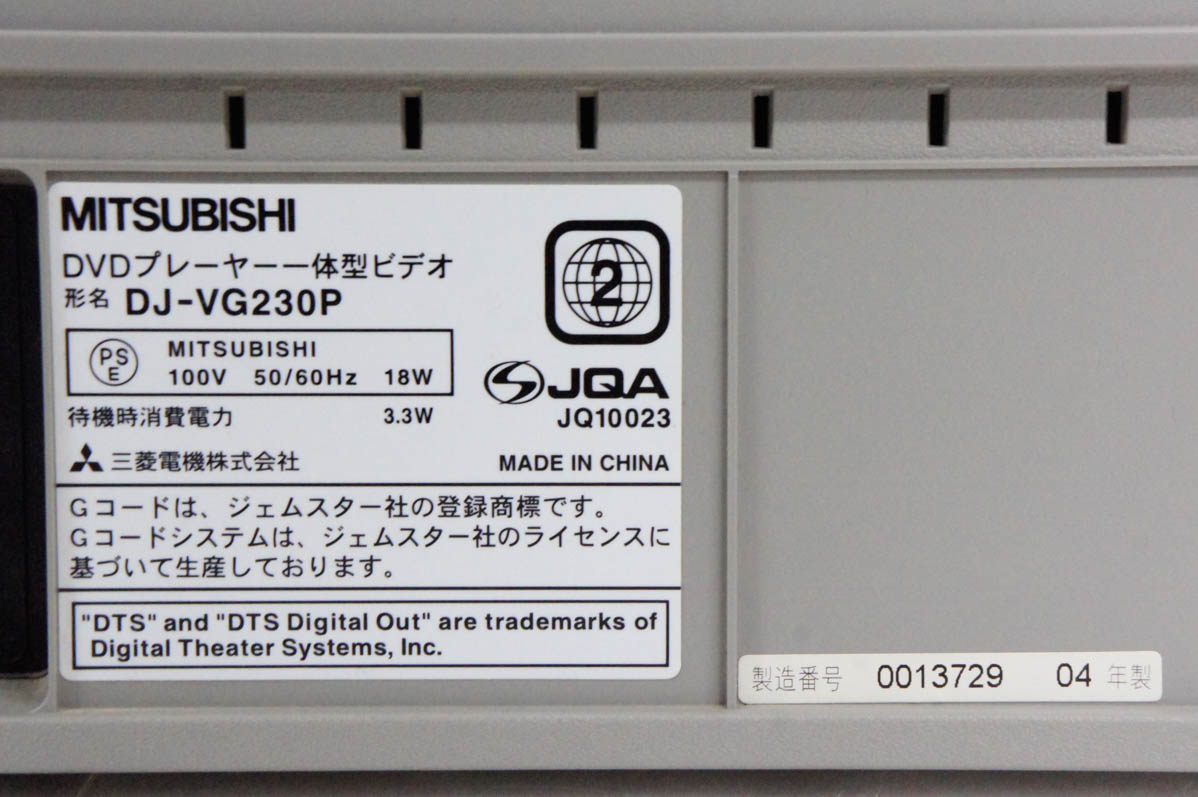 MITSUBISHI
DVDプレーヤー一体型ビデオ
形名 DJ-VG230P
2
PS
E
MITSUBISHI
100V 50/60Hz 18W
JQA
JQ10023
待機時消費電力 3.3W
三菱電機株式会社
MADE IN CHINA
Gコードは、ジェムスター社の登録商標です。
Gコードシステムは、ジェムスター社のライセンスに
基づいて生産しております。
"DTS" and "DTS Digital Out" are trademarks of
Digital Theater Systems, Inc.
製造番号 0013729 04 年製